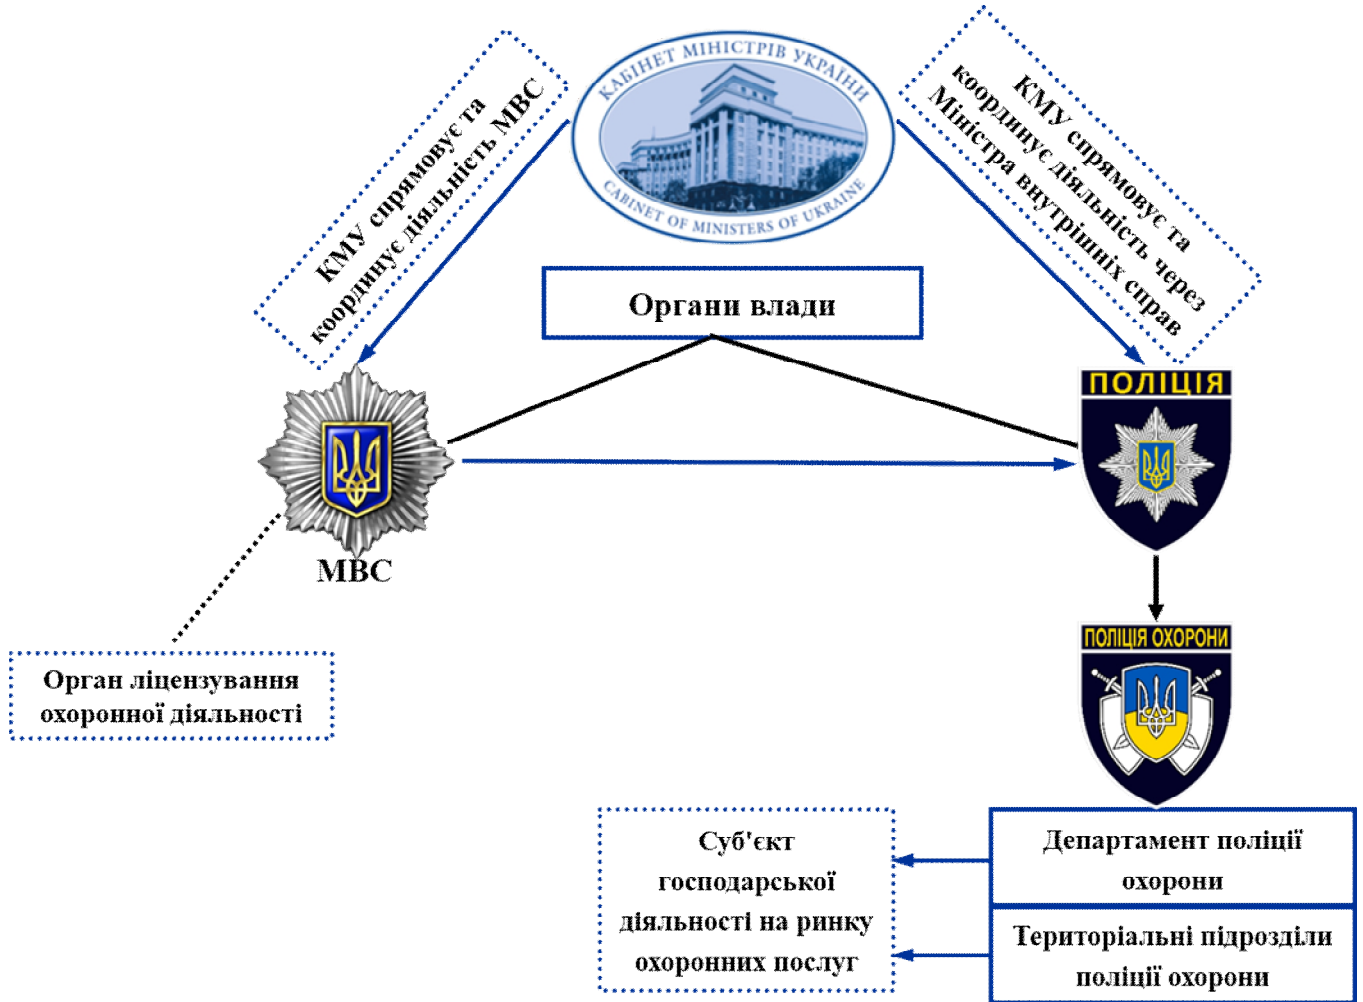 КАБІНЕТ МІНІСТРІВ УКРАЇНИ
CABINET OF MINISTERS OF UKRAINE
КМУ спрямовує та
координує діяльність МВС
КМУ спрямовує та
координує діяльність через
Міністра внутрішніх справ
Органи влади
МВС
ПОЛІЦІЯ
Орган ліцензування
охоронної діяльності
ПОЛІЦІЯ ОХОРОНИ
Суб'єкт
господарської
діяльності на ринку
охоронних послуг
Департамент поліції
охорони
Територіальні підрозділи
поліції охорони